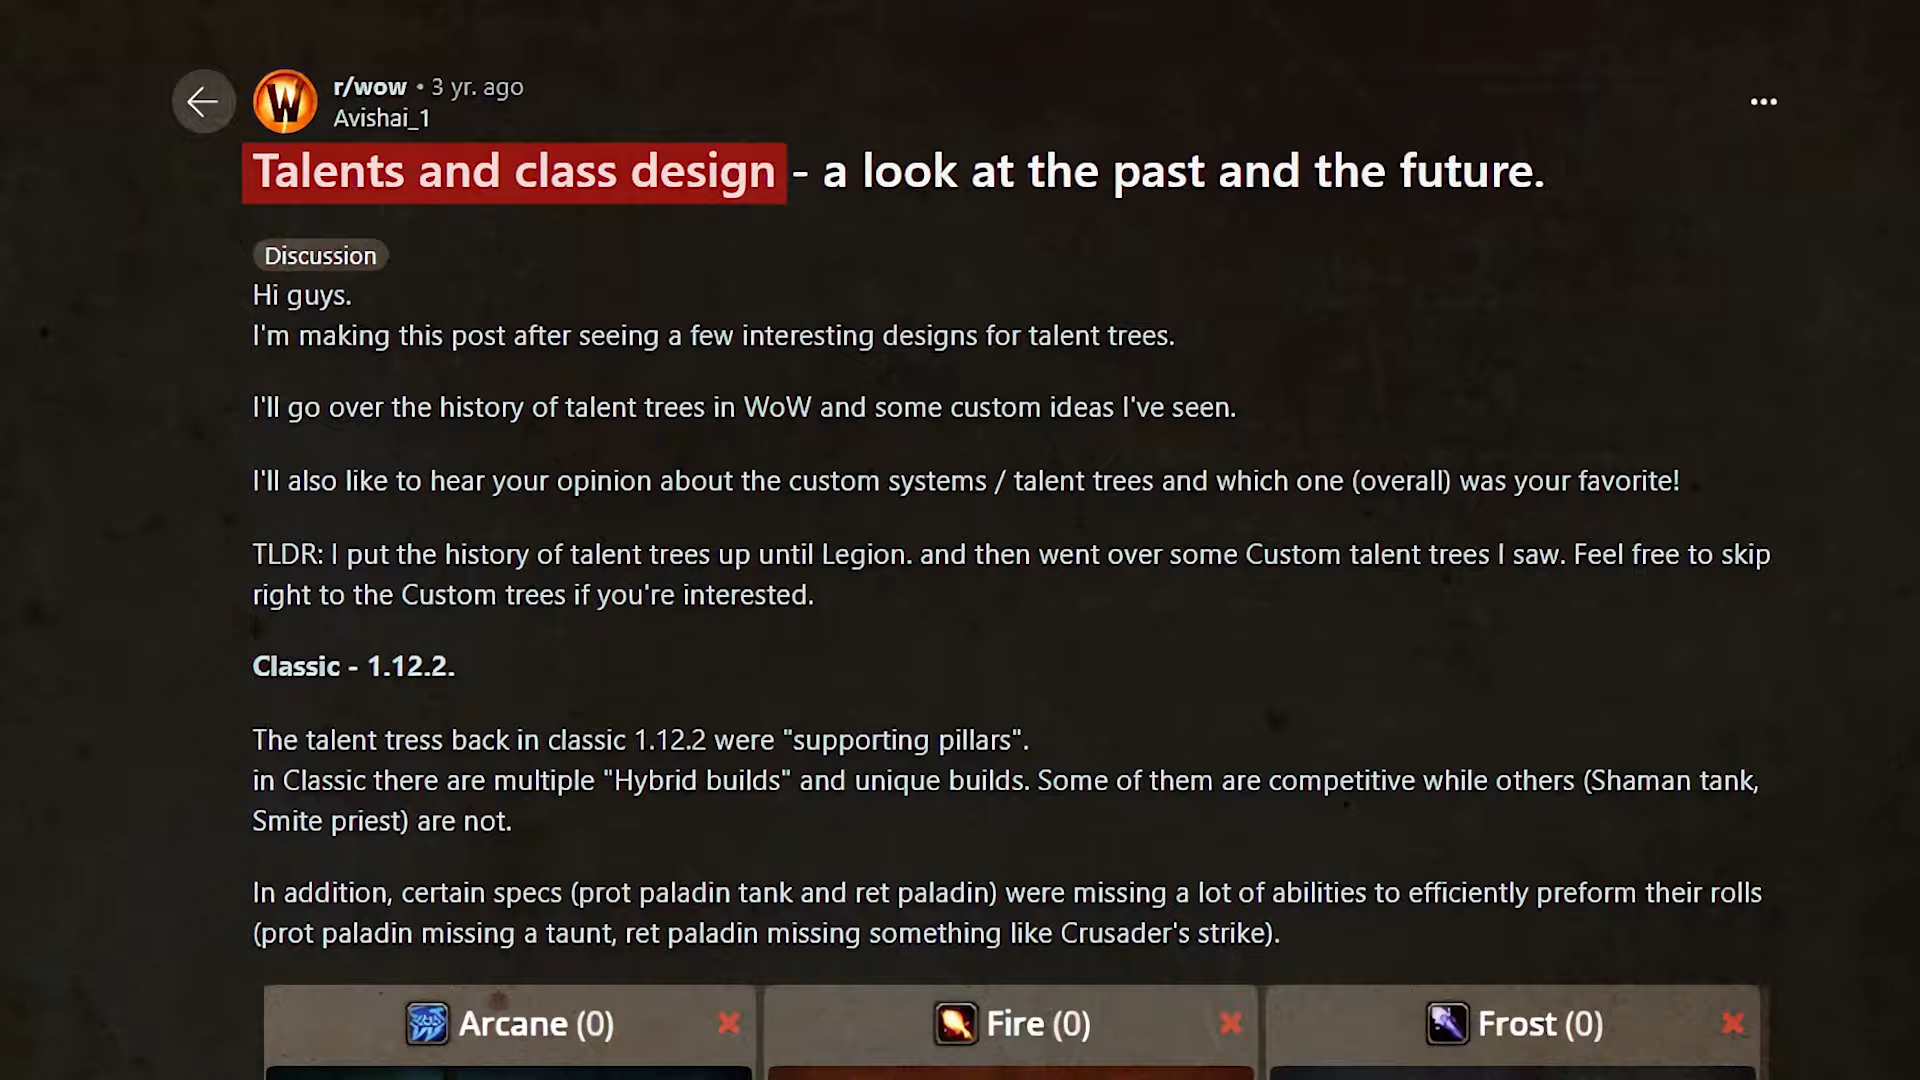 r/wow • 3 yr. ago
Avishai_1
Talents and class design - a look at the past and the future.
Discussion
Hi guys.
I'm making this post after seeing a few interesting designs for talent trees.
I'll go over the history of talent trees in WoW and some custom ideas I've seen.
I'll also like to hear your opinion about the custom systems / talent trees and which one (overall) was your favorite!
TLDR: I put the history of talent trees up until Legion. and then went over some Custom talent trees I saw. Feel free to skip
right to the Custom trees if you're interested.
Classic - 1.12.2.
The talent tress back in classic 1.12.2 were "supporting pillars".
in Classic there are multiple "Hybrid builds" and unique builds. Some of them are competitive while others (Shaman tank,
Smite priest) are not.
In addition, certain specs (prot paladin tank and ret paladin) were missing a lot of abilities to efficiently preform their rolls
(prot paladin missing a taunt, ret paladin missing something like Crusader's strike).
Arcane (0) Fire (0) Frost (0)